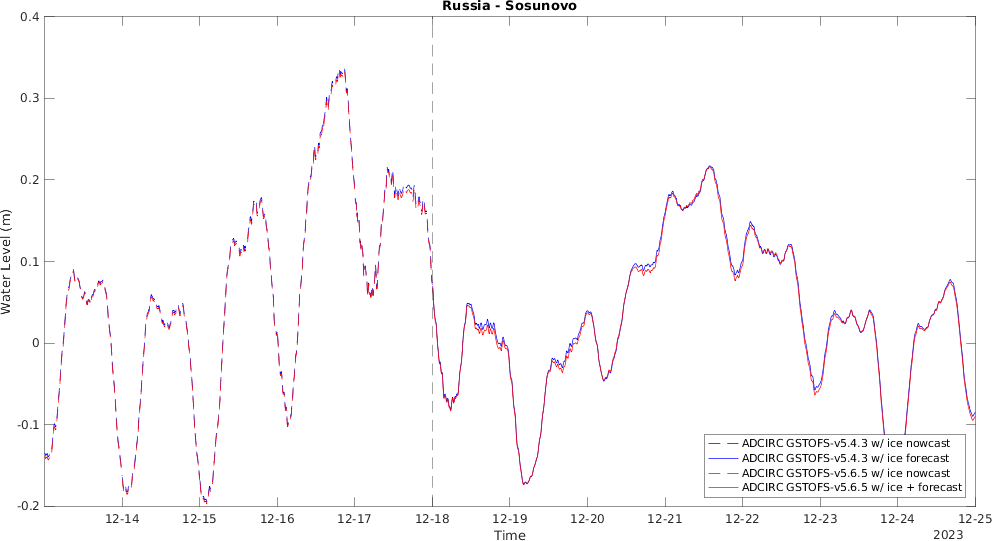 Russia - Sosunovo
0.4
0.3
0.2
0.1
0
-0.1
-0.2
Water Level (m)
12-14 12-15 12-16 12-17 12-18 12-19 12-20 12-21 12-22 12-23 12-24 12-25
Time
2023
ADCIRC GSTOFS-v5.4.3 w/ ice nowcast
ADCIRC GSTOFS-v5.4.3 w/ ice forecast
ADCIRC GSTOFS-v5.6.5 w/ ice nowcast
ADCIRC GSTOFS-v5.6.5 w/ ice + forecast